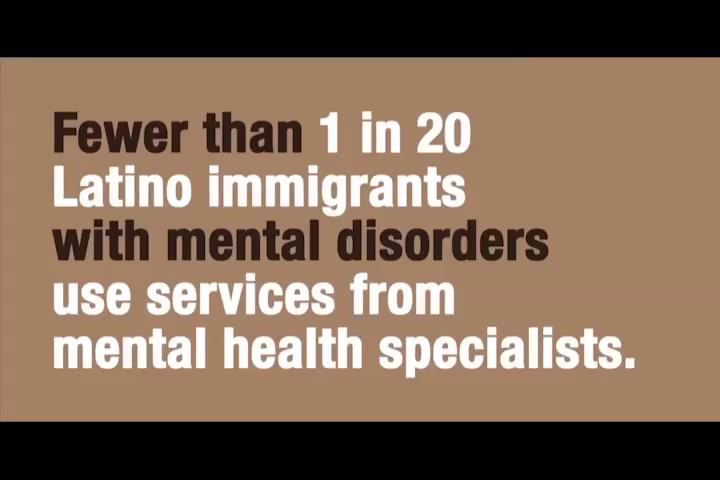 Fewer than 1 in 20
Latino immigrants
with mental disorders
use services from
mental health specialists.